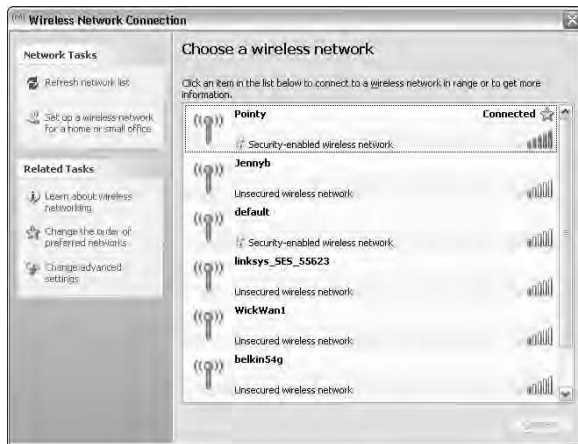 Wireless Network Connection
Network Tasks
Refresh network list
Set up a wireless network
for a home or small office
Related Tasks
Learn about wireless
networking
Change the order of
preferred networks
Change advanced
settings
Choose a wireless network
Click an item in the list below to connect to a wireless network in range or to get more
information.
Pointy
Connected
Security-enabled wireless network
Jennyb
Unsecured wireless network
default
Security-enabled wireless network
linksys_SES_55623
Unsecured wireless network
WickWan1
Unsecured wireless network
belkin54g
Unsecured wireless network